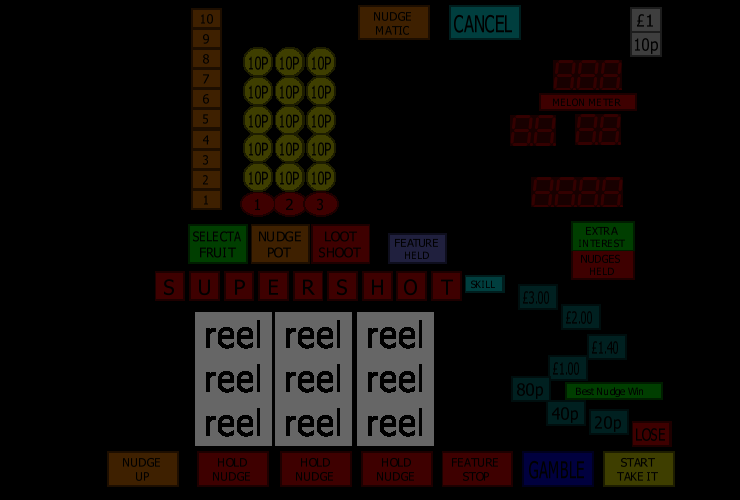 10
9
8
7
6
5
4
3
2
1
NUDGE
MATIC
CANCEL
£1
10p
10P 10P 10P
10P 10P 10P
10P 10P 10P
10P 10P 10P
10P 10P 10P
1 2 3
MELON METER
SELECTA
FRUIT
NUDGE
POT
LOOT
SHOOT
FEATURE
HELD
EXTRA
INTEREST
NUDGES
HELD
S U P E R S H O T
SKILL
£3.00
£2.00
£1.40
£1.00
80p
Best Nudge Win
40p
20p
LOSE
reel reel reel
reel reel reel
reel reel reel
NUDGE
UP
HOLD
NUDGE
HOLD
NUDGE
HOLD
NUDGE
FEATURE
STOP
GAMBLE
START
TAKE IT